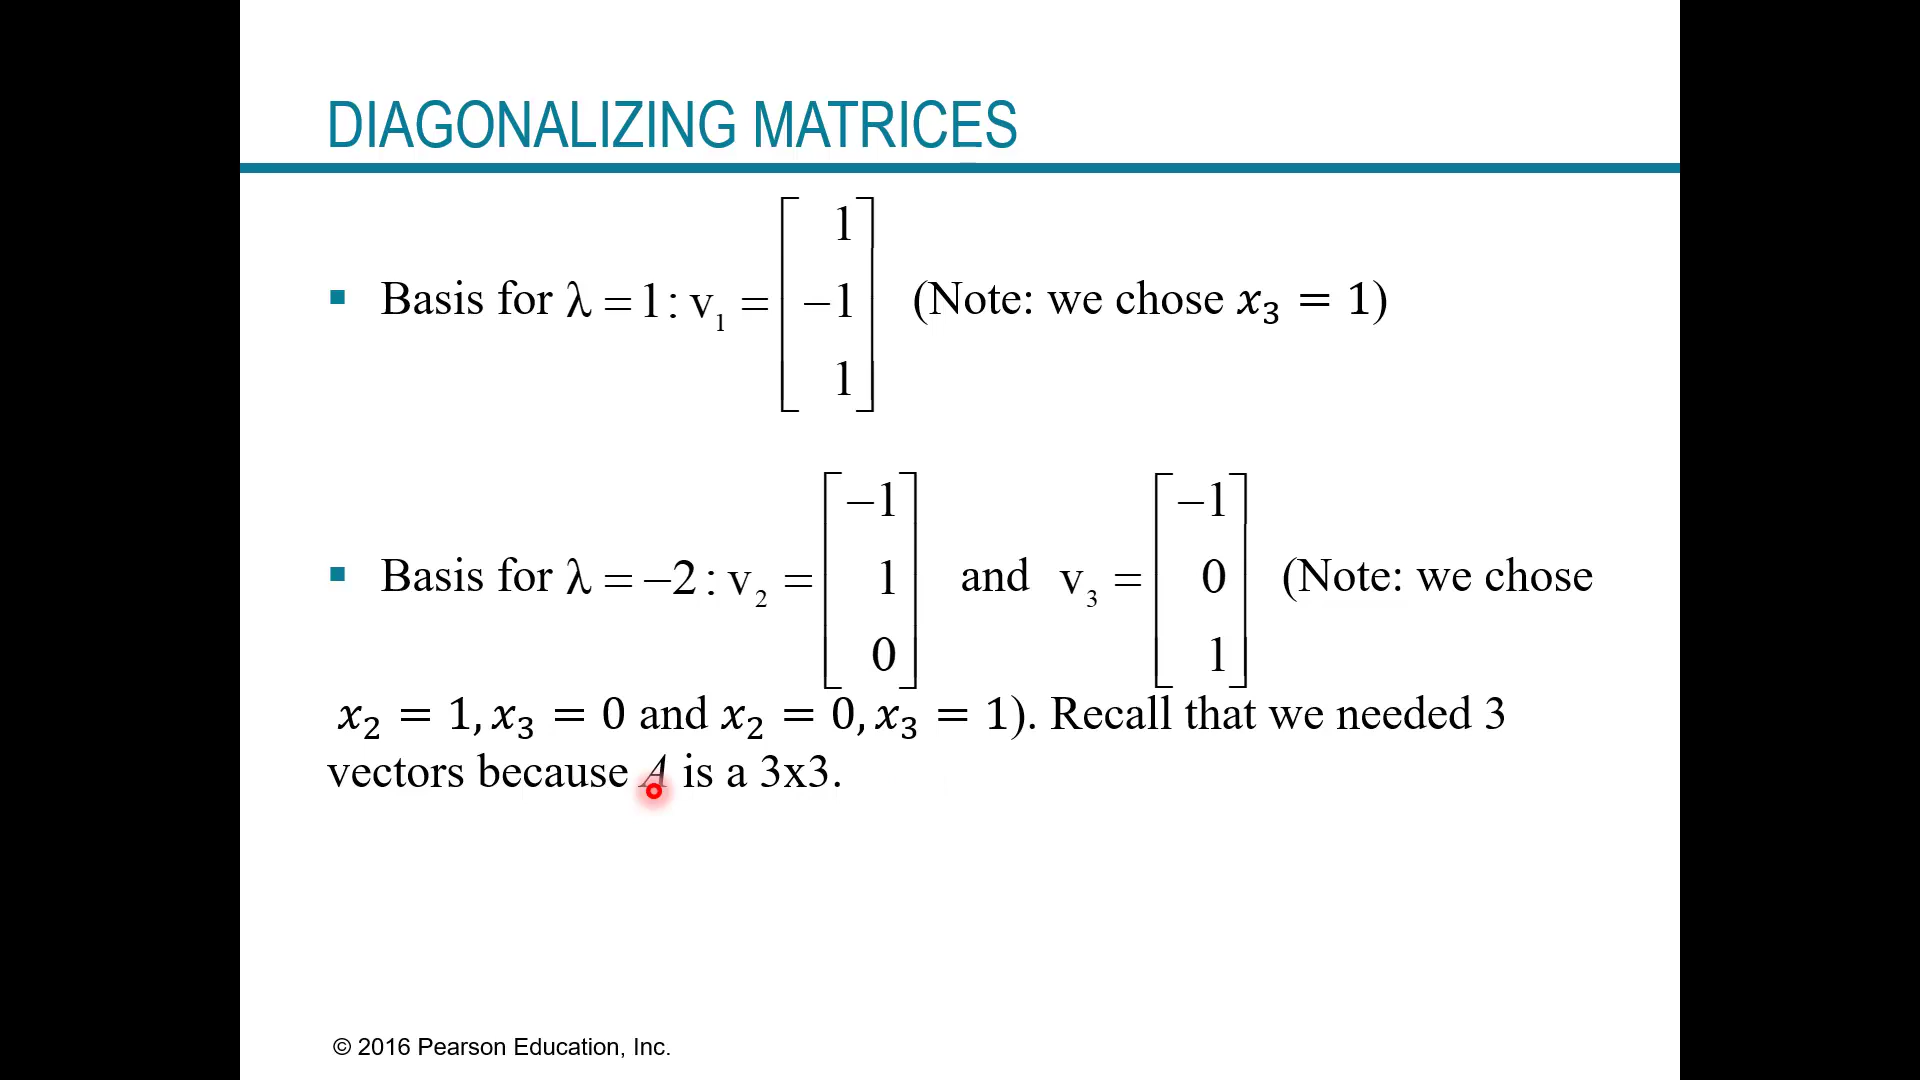 DIAGONALIZING MATRICES
▪ Basis for λ = 1 : v₁ = [1 −1 1] (Note: we chose x₃ = 1)
▪ Basis for λ = −2 : v₂ = [−1 1 0] and v₃ = [−1 0 1] (Note: we chose
x₂ = 1, x₃ = 0 and x₂ = 0, x₃ = 1). Recall that we needed 3
vectors because A is a 3x3.
© 2016 Pearson Education, Inc.